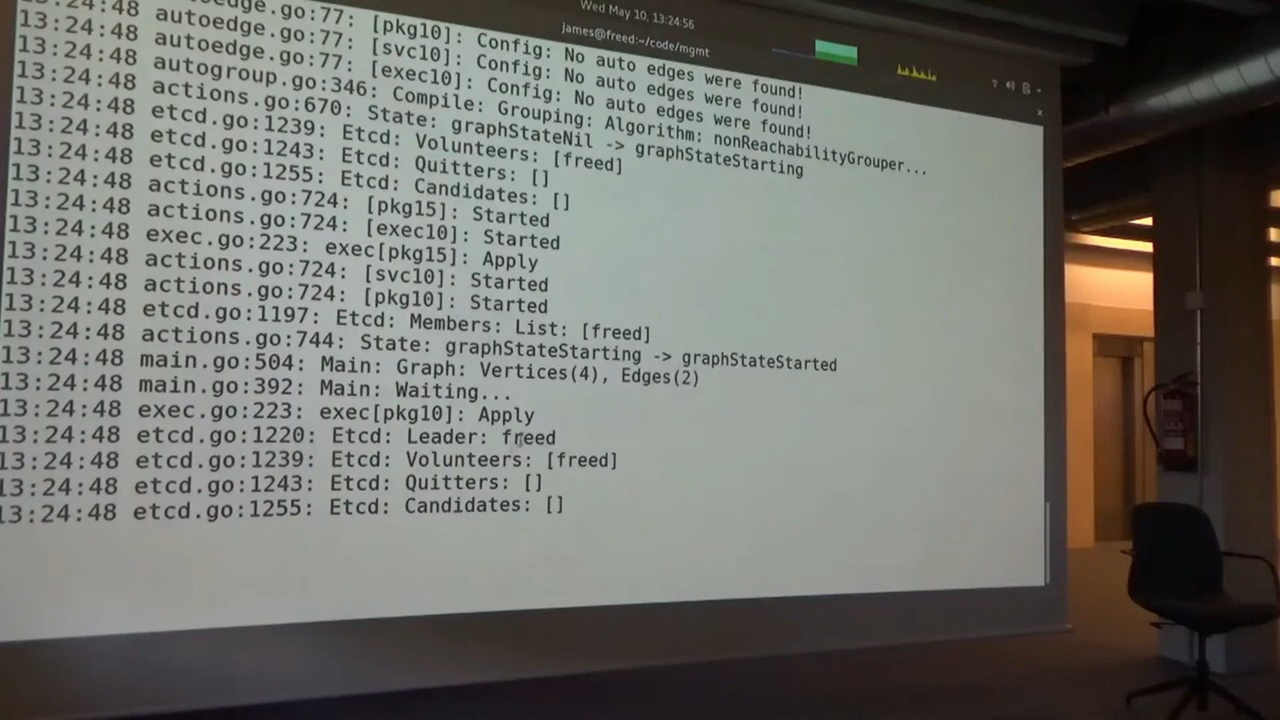 Wed May 10, 13:24:56
james@freed:~/code/mgmt
13:24:48 autoedge.go:77: [pkg10]: Config: No auto edges were found!
13:24:48 autoedge.go:77: [svc10]: Config: No auto edges were found!
13:24:48 autoedge.go:77: [exec10]: Config: No auto edges were found!
13:24:48 autogroup.go:346: Compile: Grouping: Algorithm: nonReachabilityGrouper...
13:24:48 actions.go:670: State: graphStateNil -> graphStateStarting
13:24:48 etcd.go:1239: Etcd: Volunteers: [freed]
13:24:48 etcd.go:1243: Etcd: Quitters: []
13:24:48 etcd.go:1255: Etcd: Candidates: []
13:24:48 actions.go:724: [pkg15]: Started
13:24:48 actions.go:724: [exec10]: Started
13:24:48 exec.go:223: exec[pkg15]: Apply
13:24:48 actions.go:724: [svc10]: Started
13:24:48 actions.go:724: [pkg10]: Started
13:24:48 etcd.go:1197: Etcd: Members: List: [freed]
13:24:48 actions.go:744: State: graphStateStarting -> graphStateStarted
13:24:48 main.go:504: Main: Graph: Vertices(4), Edges(2)
13:24:48 main.go:392: Main: Waiting...
13:24:48 exec.go:223: exec[pkg10]: Apply
13:24:48 etcd.go:1220: Etcd: Leader: freed
13:24:48 etcd.go:1239: Etcd: Volunteers: [freed]
13:24:48 etcd.go:1243: Etcd: Quitters: []
13:24:48 etcd.go:1255: Etcd: Candidates: []